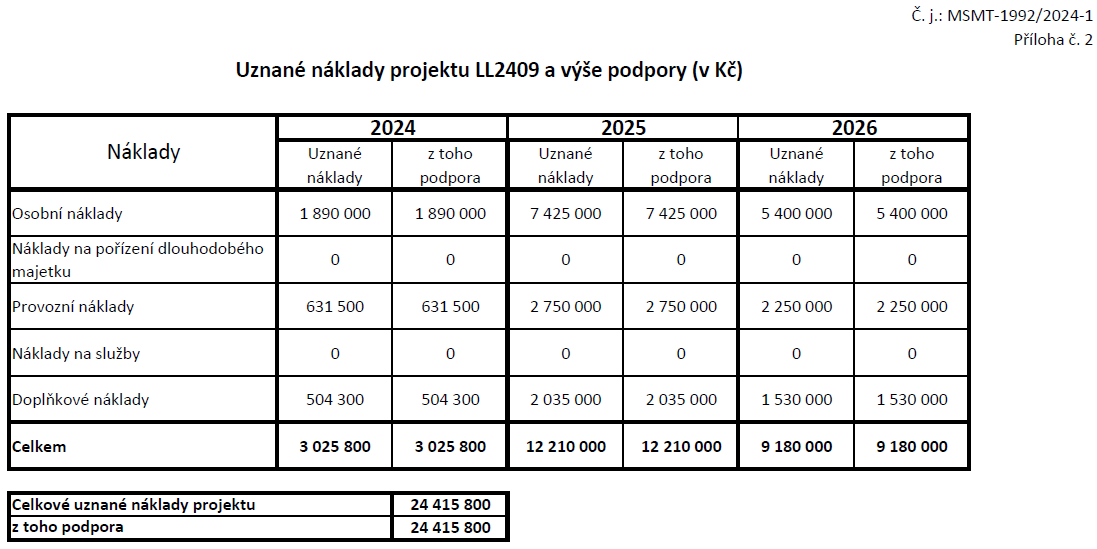 Č. j.: MSMT-1992/2024-1
Příloha č. 2
Uznané náklady projektu LL2409 a výše podpory (v Kč)
Náklady 2024 2025 2026
Uznané náklady z toho podpora Uznané náklady z toho podpora Uznané náklady z toho podpora
Osobní náklady 1 890 000 1 890 000 7 425 000 7 425 000 5 400 000 5 400 000
Náklady na pořízení dlouhodobého
majetku 0 0 0 0 0 0
Provozní náklady 631 500 631 500 2 750 000 2 750 000 2 250 000 2 250 000
Náklady na služby 0 0 0 0 0 0
Doplňkové náklady 504 300 504 300 2 035 000 2 035 000 1 530 000 1 530 000
Celkem 3 025 800 3 025 800 12 210 000 12 210 000 9 180 000 9 180 000
Celkové uznané náklady projektu 24 415 800
z toho podpora 24 415 800